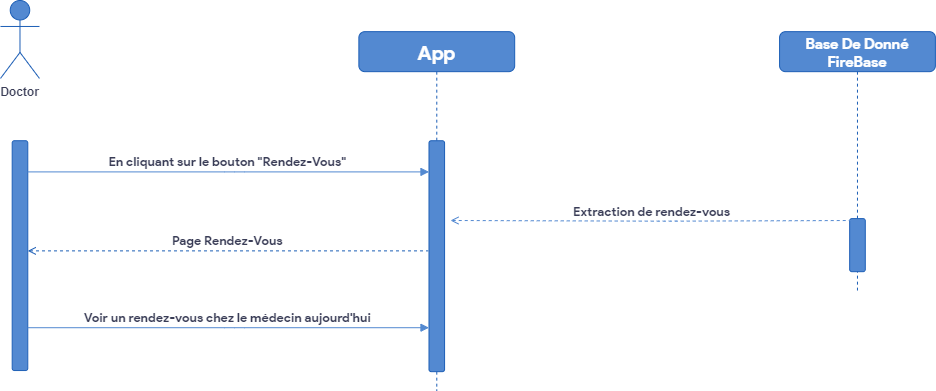 Doctor
App
Base De Donné
FireBase
En cliquant sur le bouton "Rendez-Vous"
Extraction de rendez-vous
Page Rendez-Vous
Voir un rendez-vous chez le médecin aujourd'hui